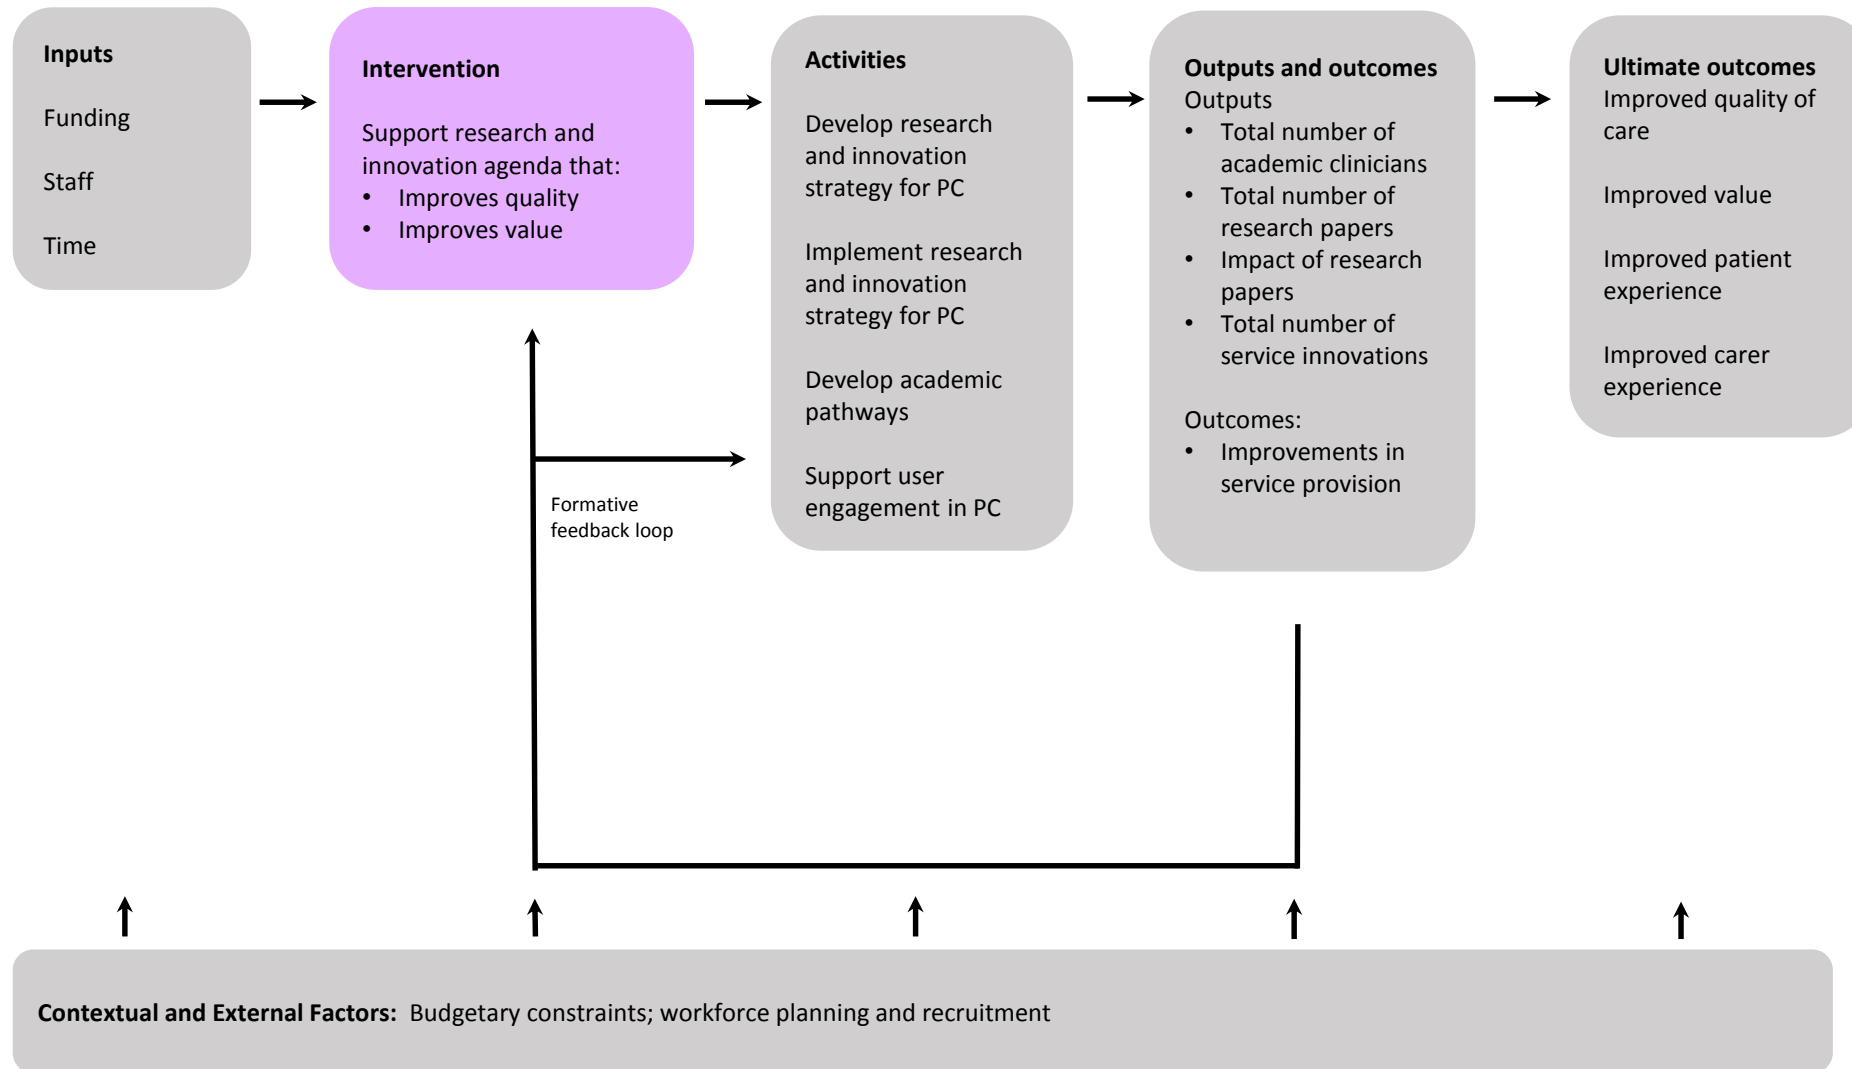 Inputs
Funding
Staff
Time
Intervention
Support research and
innovation agenda that:
• Improves quality
• Improves value
Activities
Develop research
and innovation
strategy for PC
Implement research
and innovation
strategy for PC
Develop academic
pathways
Support user
engagement in PC
Outputs and outcomes
Outputs
• Total number of
academic clinicians
• Total number of
research papers
• Impact of research
papers
• Total number of
service innovations
Outcomes:
• Improvements in
service provision
Ultimate outcomes
Improved quality of
care
Improved value
Improved patient
experience
Improved carer
experience
Formative
feedback loop
Contextual and External Factors: Budgetary constraints; workforce planning and recruitment